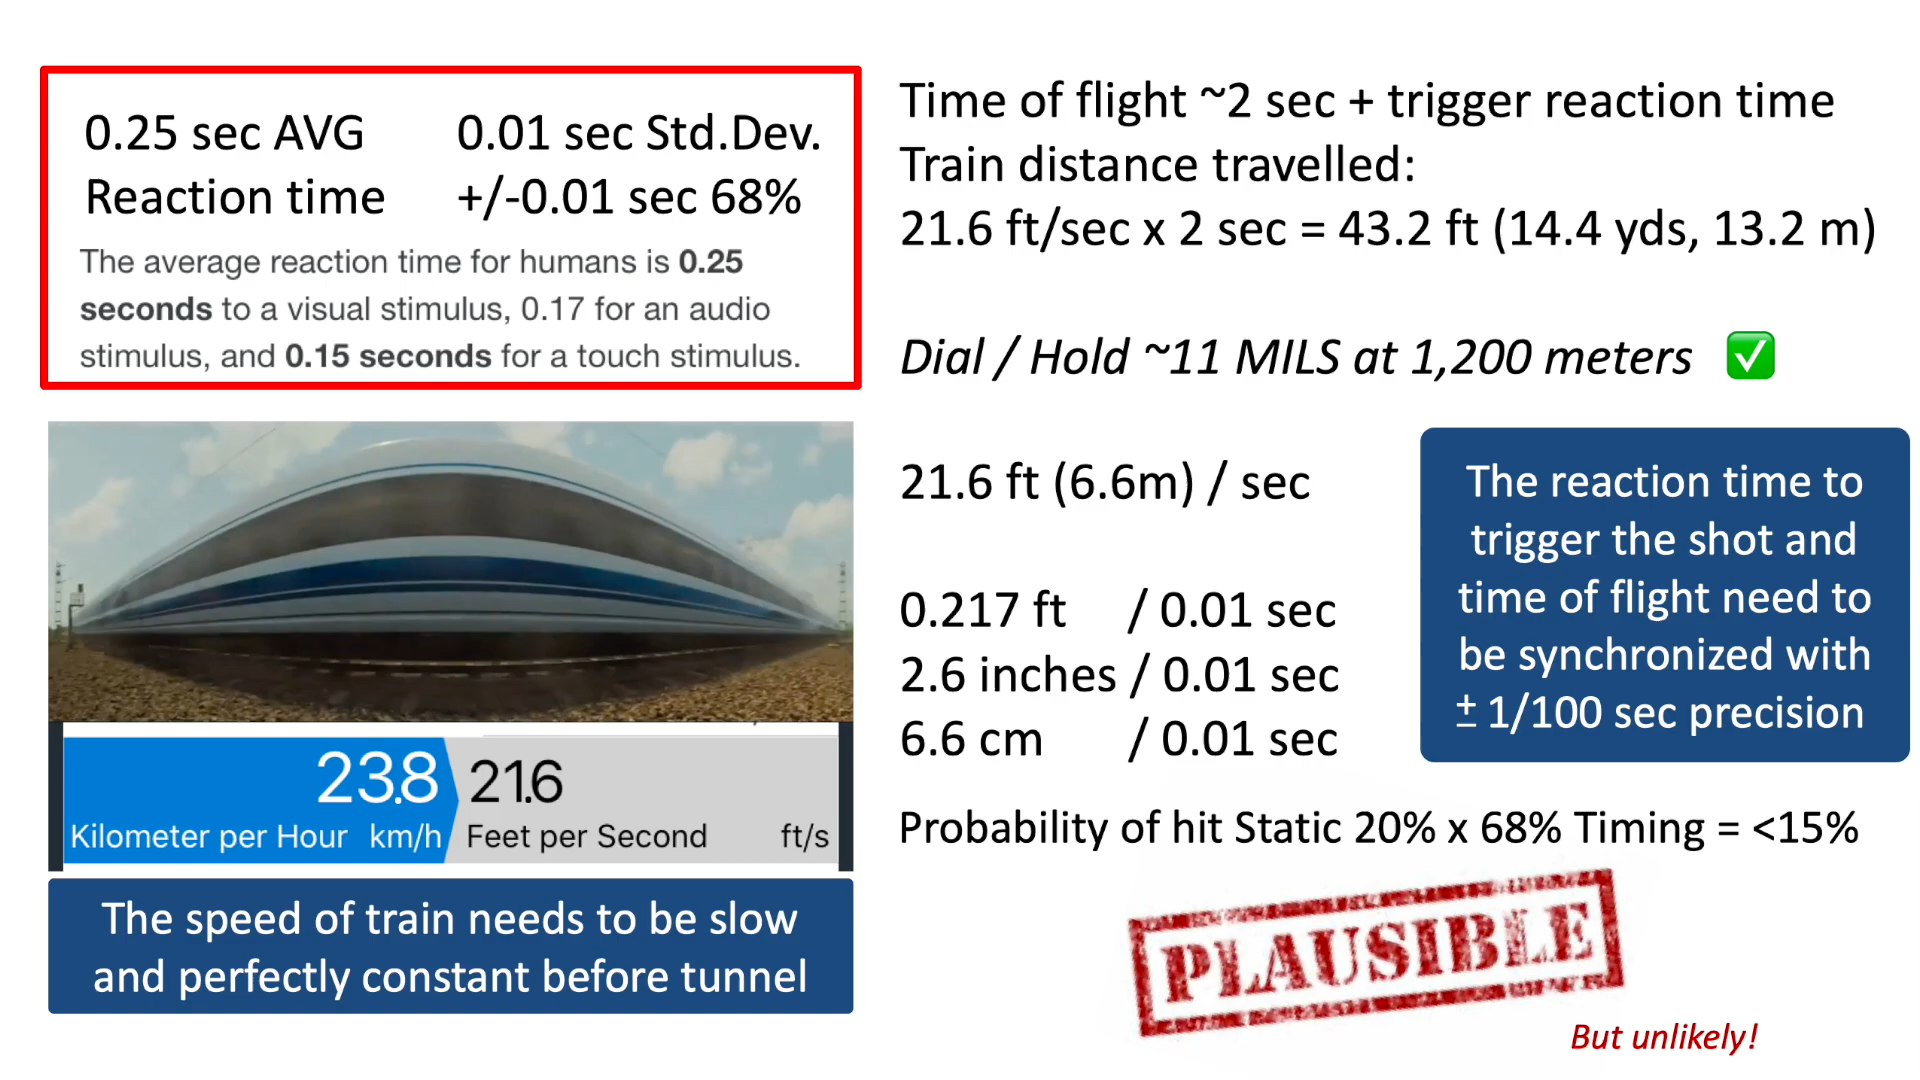 0.25 sec AVG 0.01 sec Std.Dev.
Reaction time +/-0.01 sec 68%
The average reaction time for humans is 0.25
seconds to a visual stimulus, 0.17 for an audio
stimulus, and 0.15 seconds for a touch stimulus.
23.8 21.6
Kilometer per Hour km/h Feet per Second ft/s
The speed of train needs to be slow
and perfectly constant before tunnel
Time of flight ~2 sec + trigger reaction time
Train distance travelled:
21.6 ft/sec x 2 sec = 43.2 ft (14.4 yds, 13.2 m)
Dial / Hold ~11 MILS at 1,200 meters ✅
21.6 ft (6.6m) / sec
0.217 ft / 0.01 sec
2.6 inches / 0.01 sec
6.6 cm / 0.01 sec
The reaction time to
trigger the shot and
time of flight need to
be synchronized with
± 1/100 sec precision
Probability of hit Static 20% x 68% Timing = <15%
PLAUSIBLE
But unlikely!